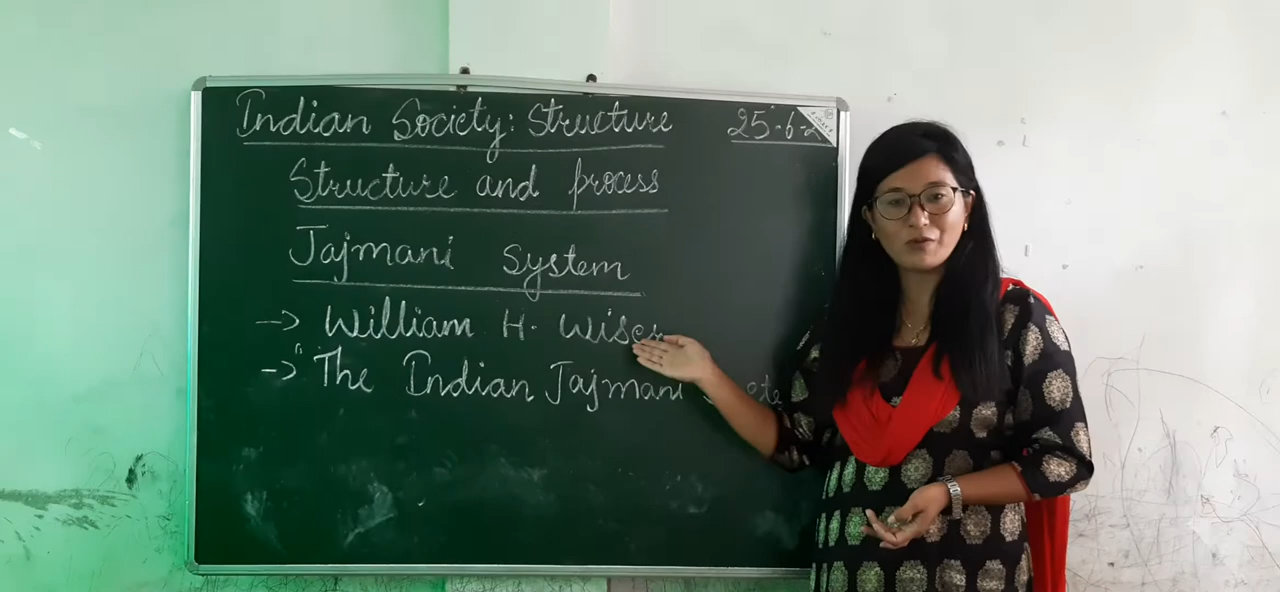 Indian Society: Structure 25.6.2
Structure and process
Jajmani System
→ William H. Wiser
→ "The Indian Jajmani